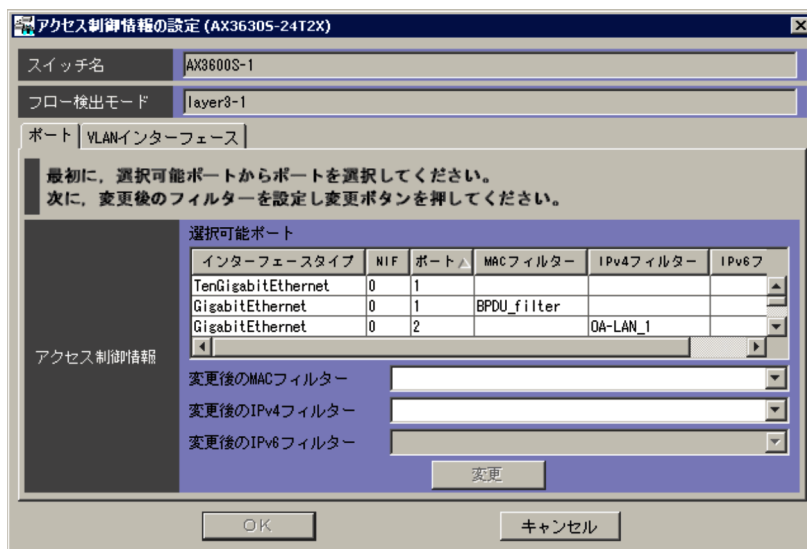 アクセス制御情報の設定 (AX3630S-24T2X)
スイッチ名
AX3600S-1
フロー検出モード
layer3-1
ポート
VLANインターフェース
最初に，選択可能ポートからポートを選択してください。
次に，変更後のフィルターを設定し変更ボタンを押してください。
アクセス制御情報
選択可能ポート
インターフェースタイプ NIF ポート MACフィルター IPv4フィルター IPv6フ
TenGigabitEthernet 0 1
GigabitEthernet 0 1 BPDU_filter
GigabitEthernet 0 2 OA-LAN_1
変更後のMACフィルター
変更後のIPv4フィルター
変更後のIPv6フィルター
変更
OK
キャンセル